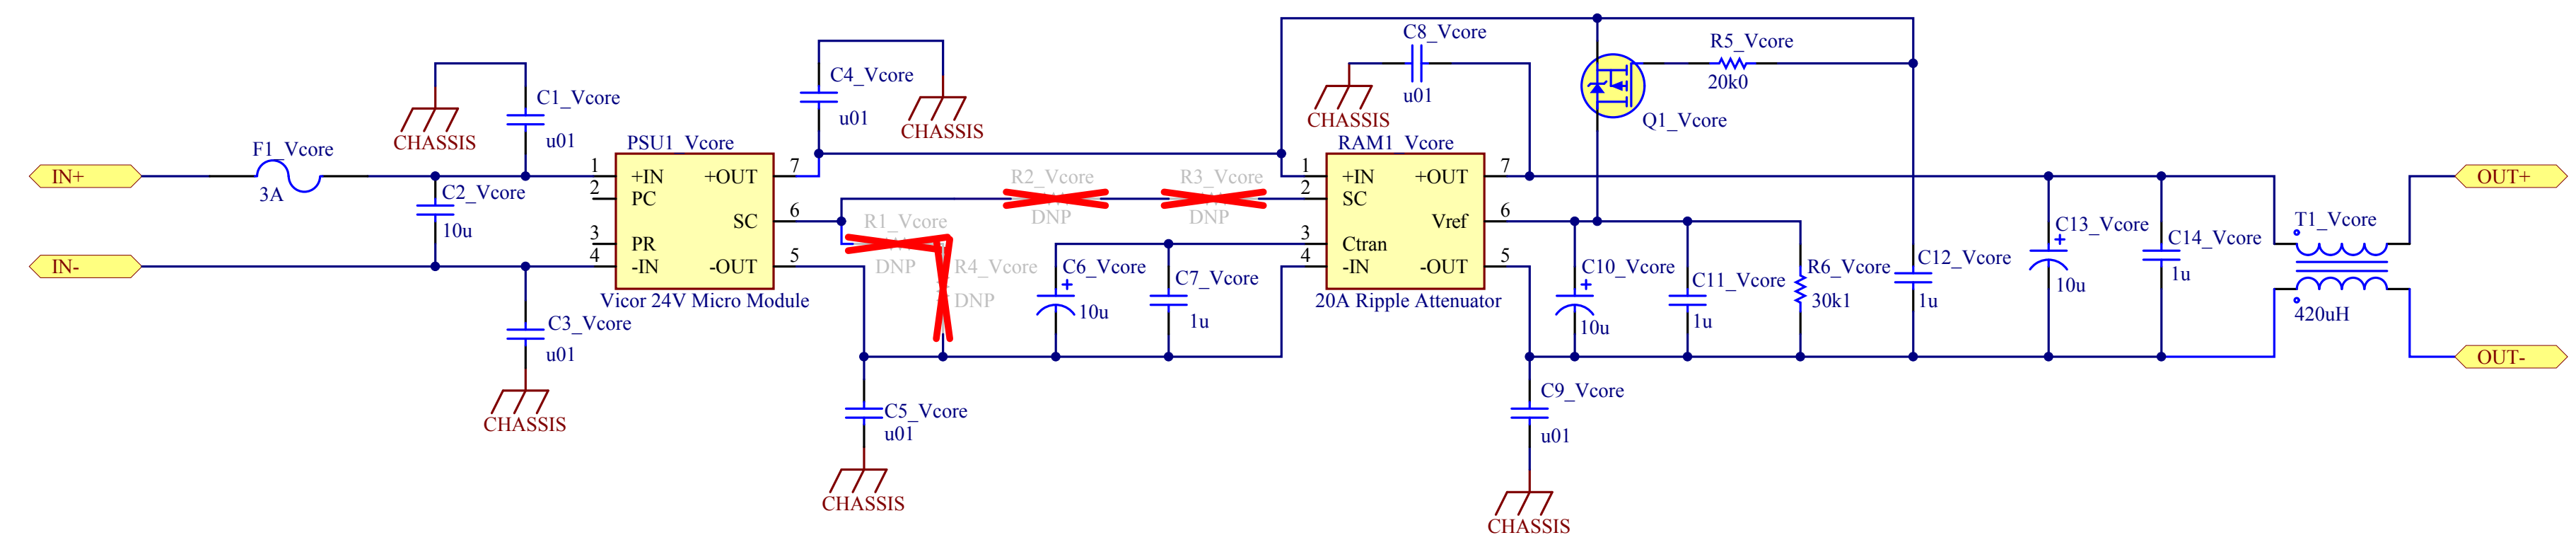 IN+
IN-
F1_Vcore
3A
CHASSIS
C1_Vcore
u01
C2_Vcore
10u
C3_Vcore
u01
CHASSIS
PSU1_Vcore
1
2
3
4
+IN
PC
PR
-IN
+OUT
SC
-OUT
7
6
5
Vicor 24V Micro Module
C4_Vcore
u01
CHASSIS
R1_Vcore
DNP
R2_Vcore
DNP
R3_Vcore
DNP
R4_Vcore
DNP
C5_Vcore
u01
CHASSIS
C6_Vcore
+
10u
C7_Vcore
1u
C8_Vcore
u01
CHASSIS
RAM1_Vcore
1
2
3
4
+IN
SC
Ctran
-IN
+OUT
Vref
-OUT
7
6
5
20A Ripple Attenuator
C9_Vcore
u01
CHASSIS
Q1_Vcore
R5_Vcore
20k0
C10_Vcore
+
10u
C11_Vcore
1u
R6_Vcore
30k1
C12_Vcore
1u
C13_Vcore
+
10u
C14_Vcore
1u
T1_Vcore
420uH
OUT+
OUT-